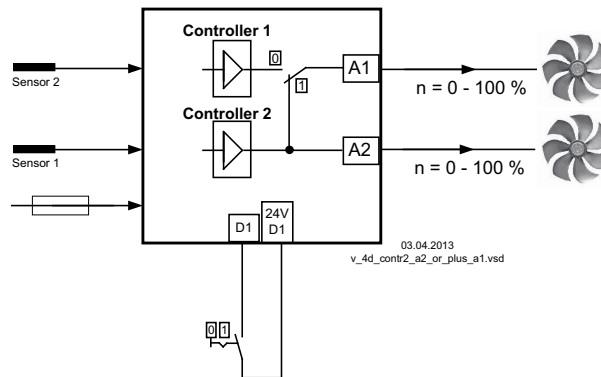 Controller 1
0
A1
Sensor 2
1
n = 0 - 100 %
Controller 2
A2
Sensor 1
n = 0 - 100 %
D1
24V
D1
03.04.2013
v_4d_contr2_a2_or_plus_a1.vsd
0 1